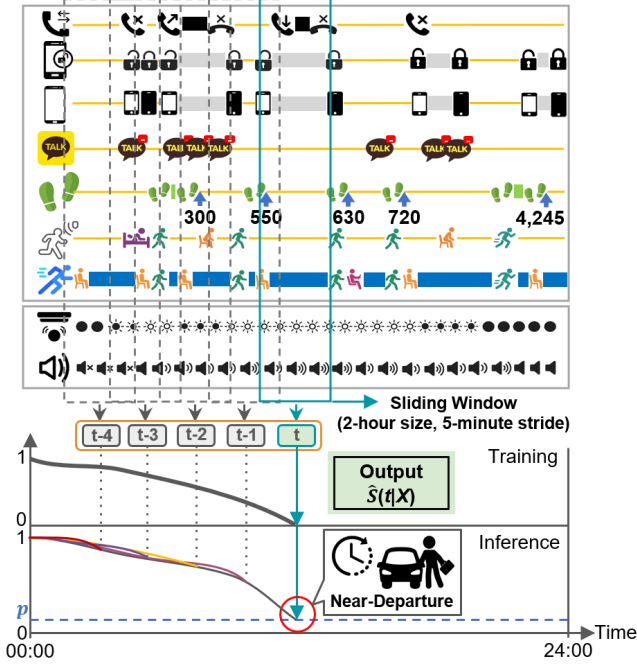 TALK
TALK
TALK TALK TALK
TALK
TALK TALK
300
550
630
720
4,245
Sliding Window
(2-hour size, 5-minute stride)
t-4
t-3
t-2
t-1
t
1
Training
Output
Ŝ(t|X)
0
1
Inference
Near-Departure
p
0
Time
00:00
24:00